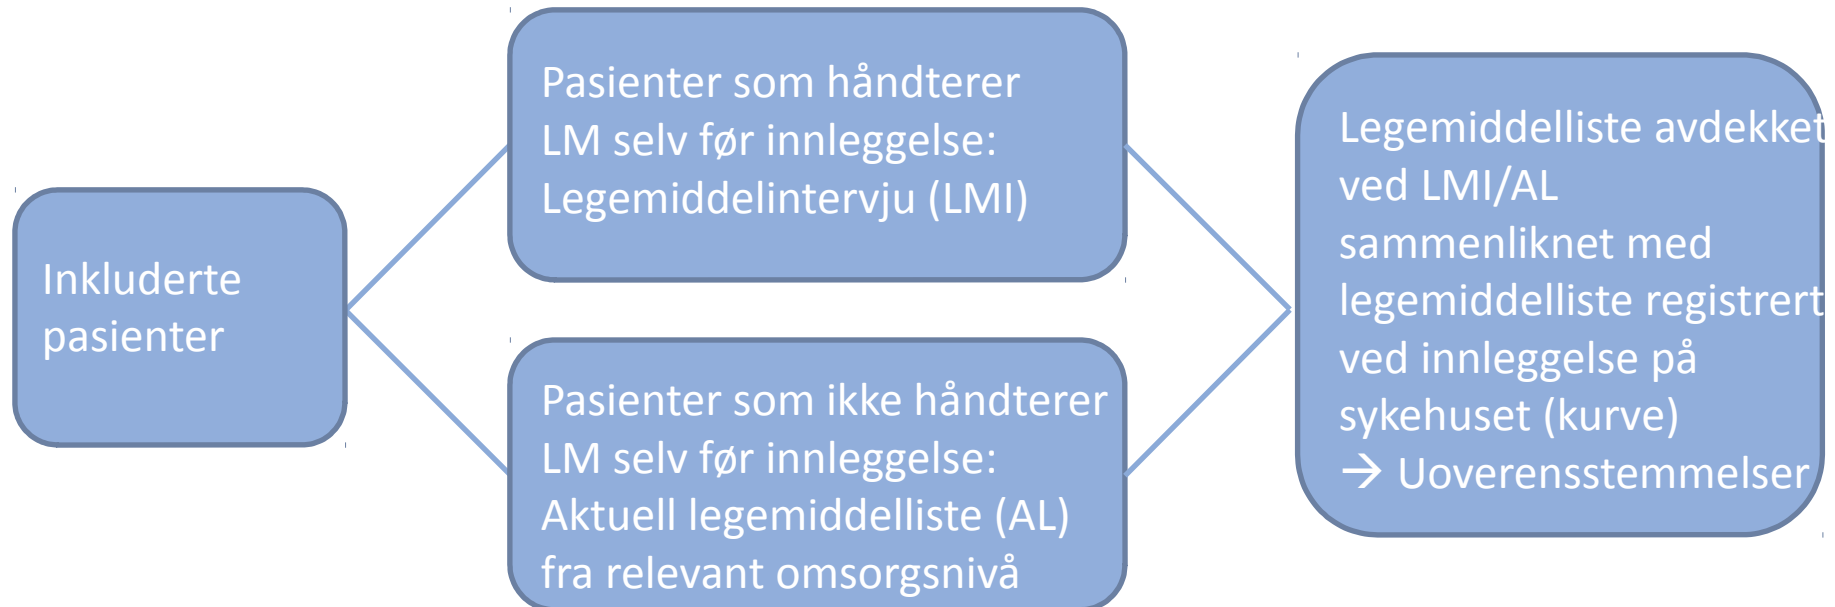 Inkluderte
pasienter
Pasienter som håndterer
LM selv før innleggelse:
Legemiddelintervju (LMI)
Pasienter som ikke håndterer
LM selv før innleggelse:
Aktuell legemiddelliste (AL)
fra relevant omsorgsnivå
Legemiddelliste avdekket
ved LMI/AL
sammenliknet med
legemiddelliste registrert
ved innleggelse på
sykehuset (kurve)
→ Uoverensstemmelser